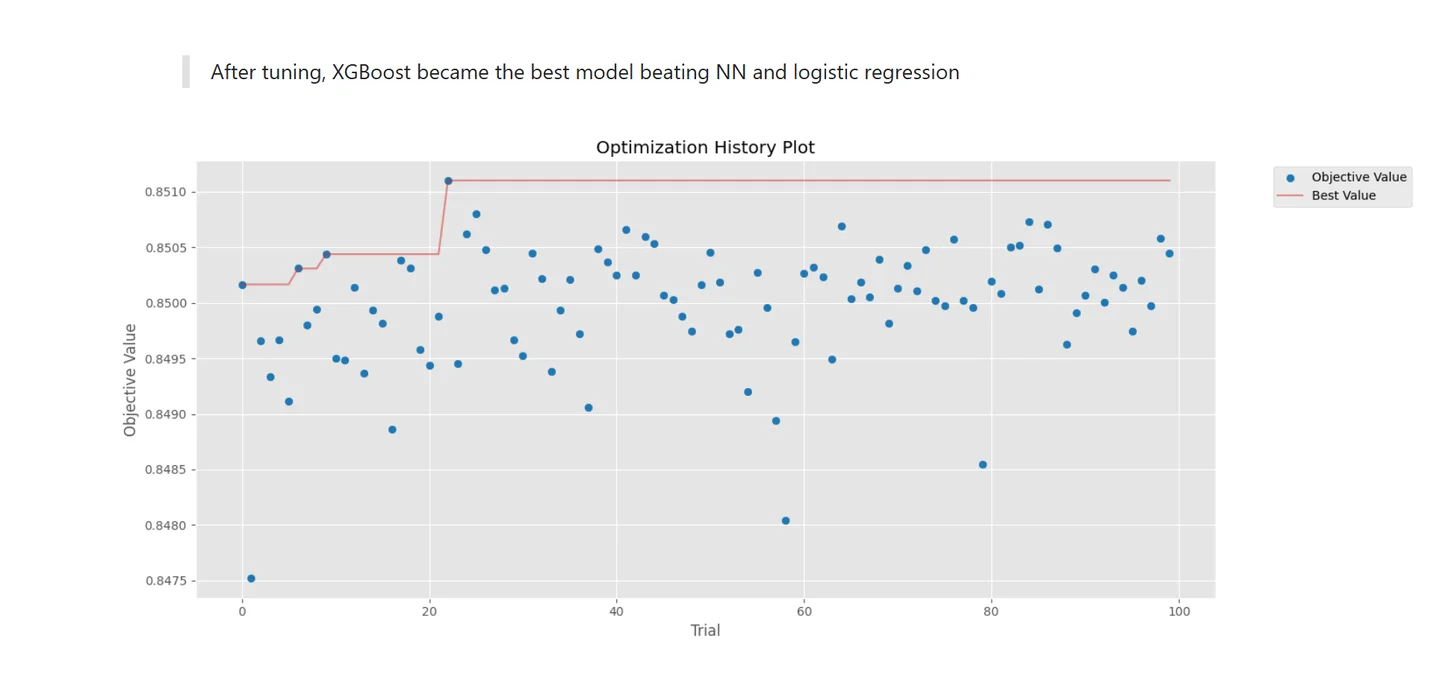 After tuning, XGBoost became the best model beating NN and logistic regression
Optimization History Plot
Objective Value
Best Value
0.8510
0.8505
0.8500
0.8495
0.8490
0.8485
0.8480
0.8475
Objective Value
0 20 40 60 80 100
Trial